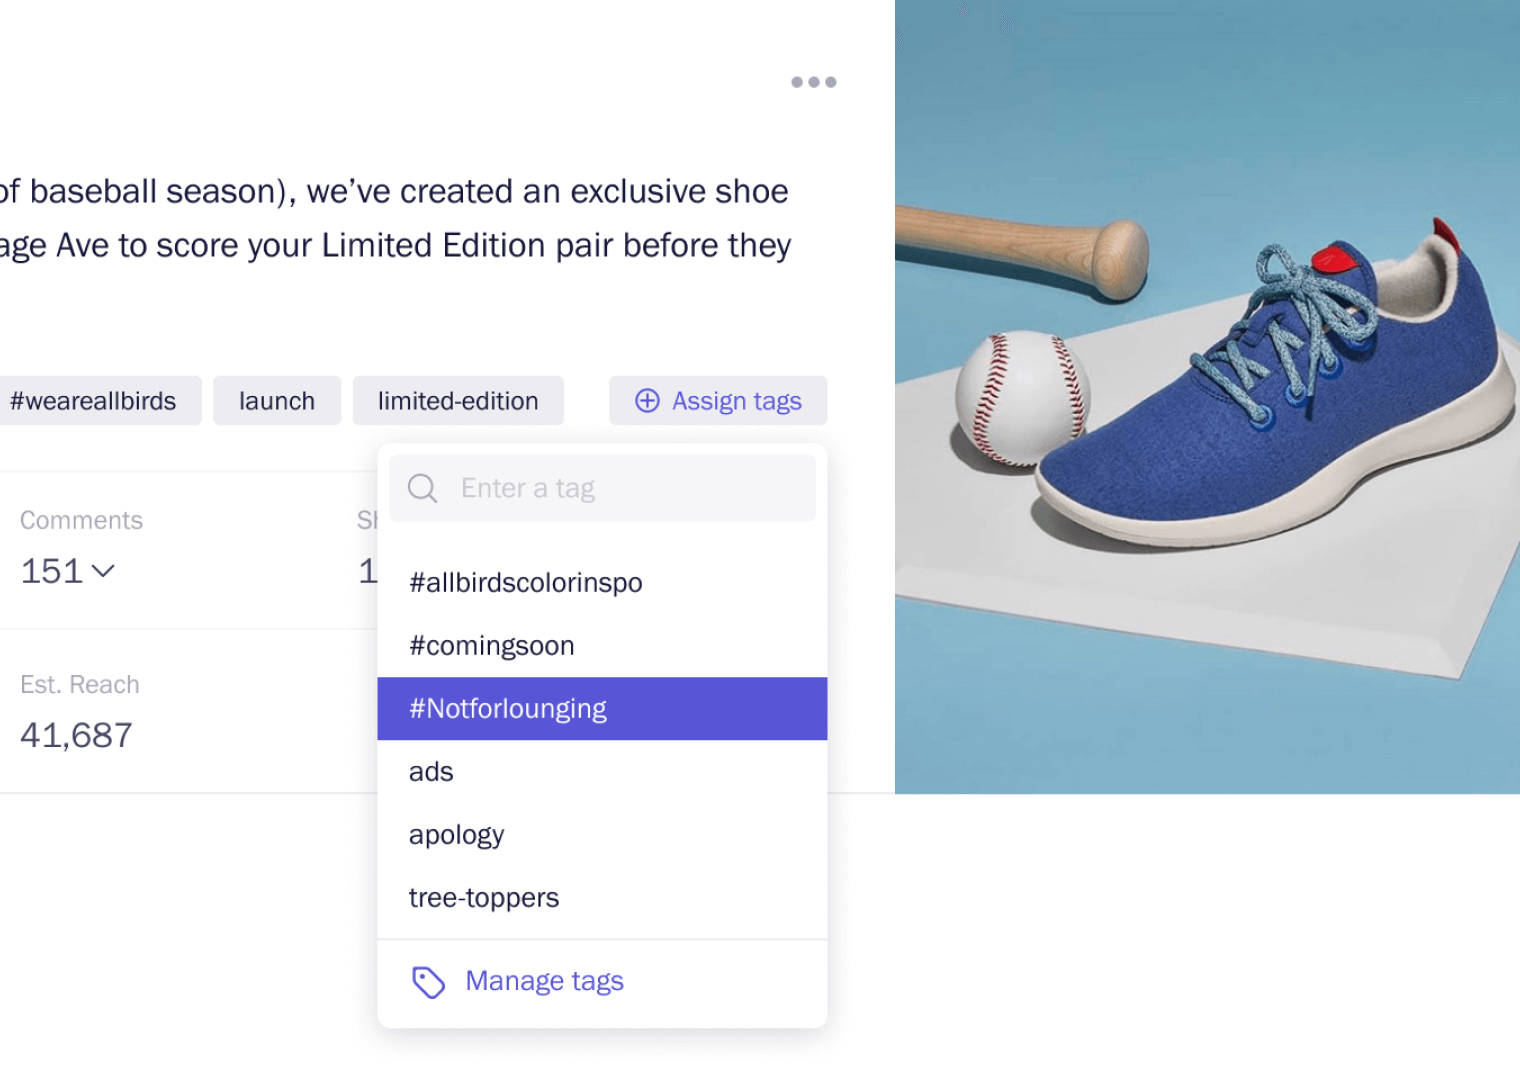 of baseball season), we’ve created an exclusive shoe
age Ave to score your Limited Edition pair before they
#weareallbirds launch limited-edition Assign tags
Enter a tag
Comments
151
#allbirdscolorinspo
#comingsoon
#Notforlounging
Est. Reach
41,687
ads
apology
tree-toppers
Manage tags